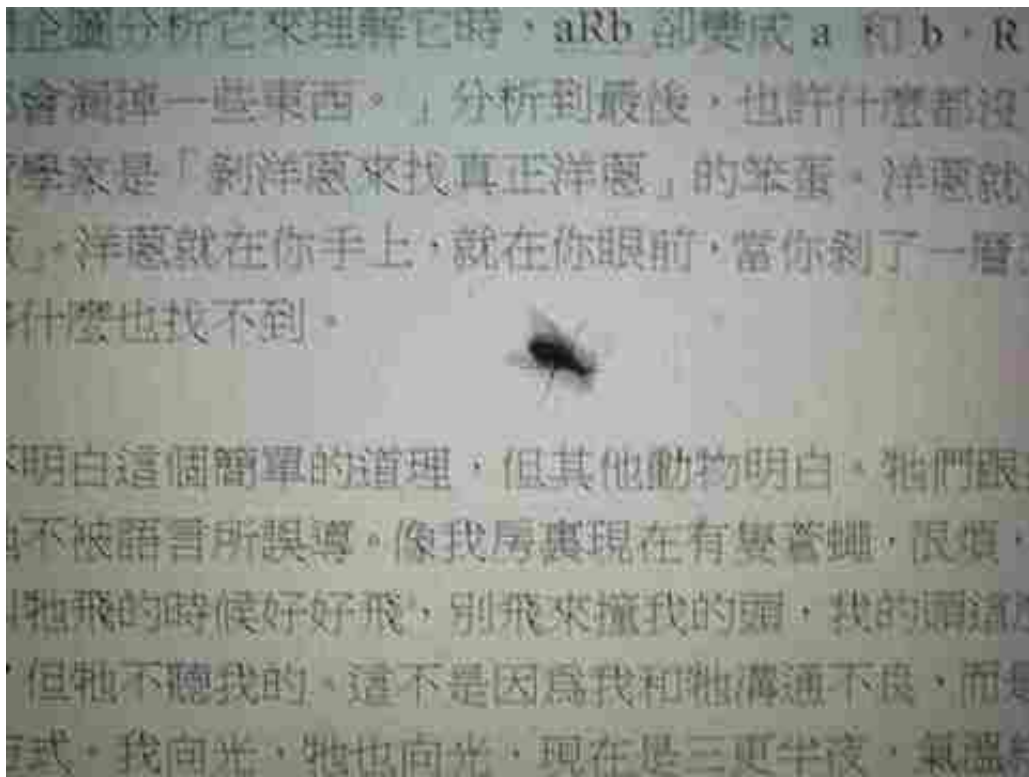 企圖分析它來理解它時，aRb 卻變成 a 和 b，R
會漏掉一些東西。」分析到最後，也許什麼都沒
學家是「剝洋蔥來找真正洋蔥」的笨蛋。洋蔥就
」。洋蔥就在你手上，就在你眼前，當你剝了一層
什麼也找不到。
明白這個簡單的道理，但其他動物明白。牠們眼
不被語言所誤導。像我房裏現在有隻蒼蠅，很煩，
牠飛的時候好好飛，別飛來撞我的頭，我的頭這
但牠不聽我的。這不是因為我和牠溝通不良，而是
式。我向光，牠也向光，現在是三更半夜，氣溫